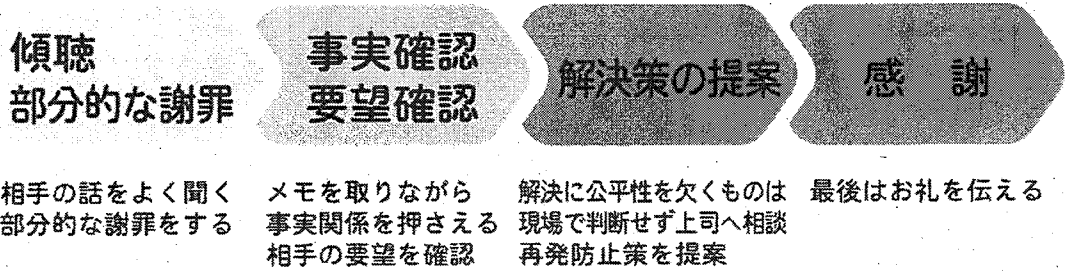 傾聴
部分的な謝罪
事実確認
要望確認
解決策の提案
感 謝
相手の話をよく聞く
部分的な謝罪をする
メモを取りながら
事実関係を押さえる
相手の要望を確認
解決に公平性を欠くものは
現場で判断せず上司へ相談
再発防止策を提案
最後はお礼を伝える